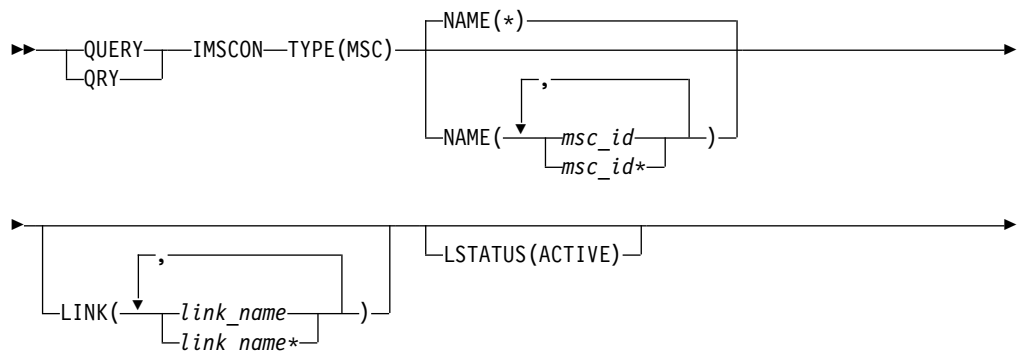 NAME(*)
QUERY IMSCON TYPE(MSC)
QRY
,
NAME( msc_id )
msc_id*
LSTATUS(ACTIVE)
,
LINK( link_name )
link_name*